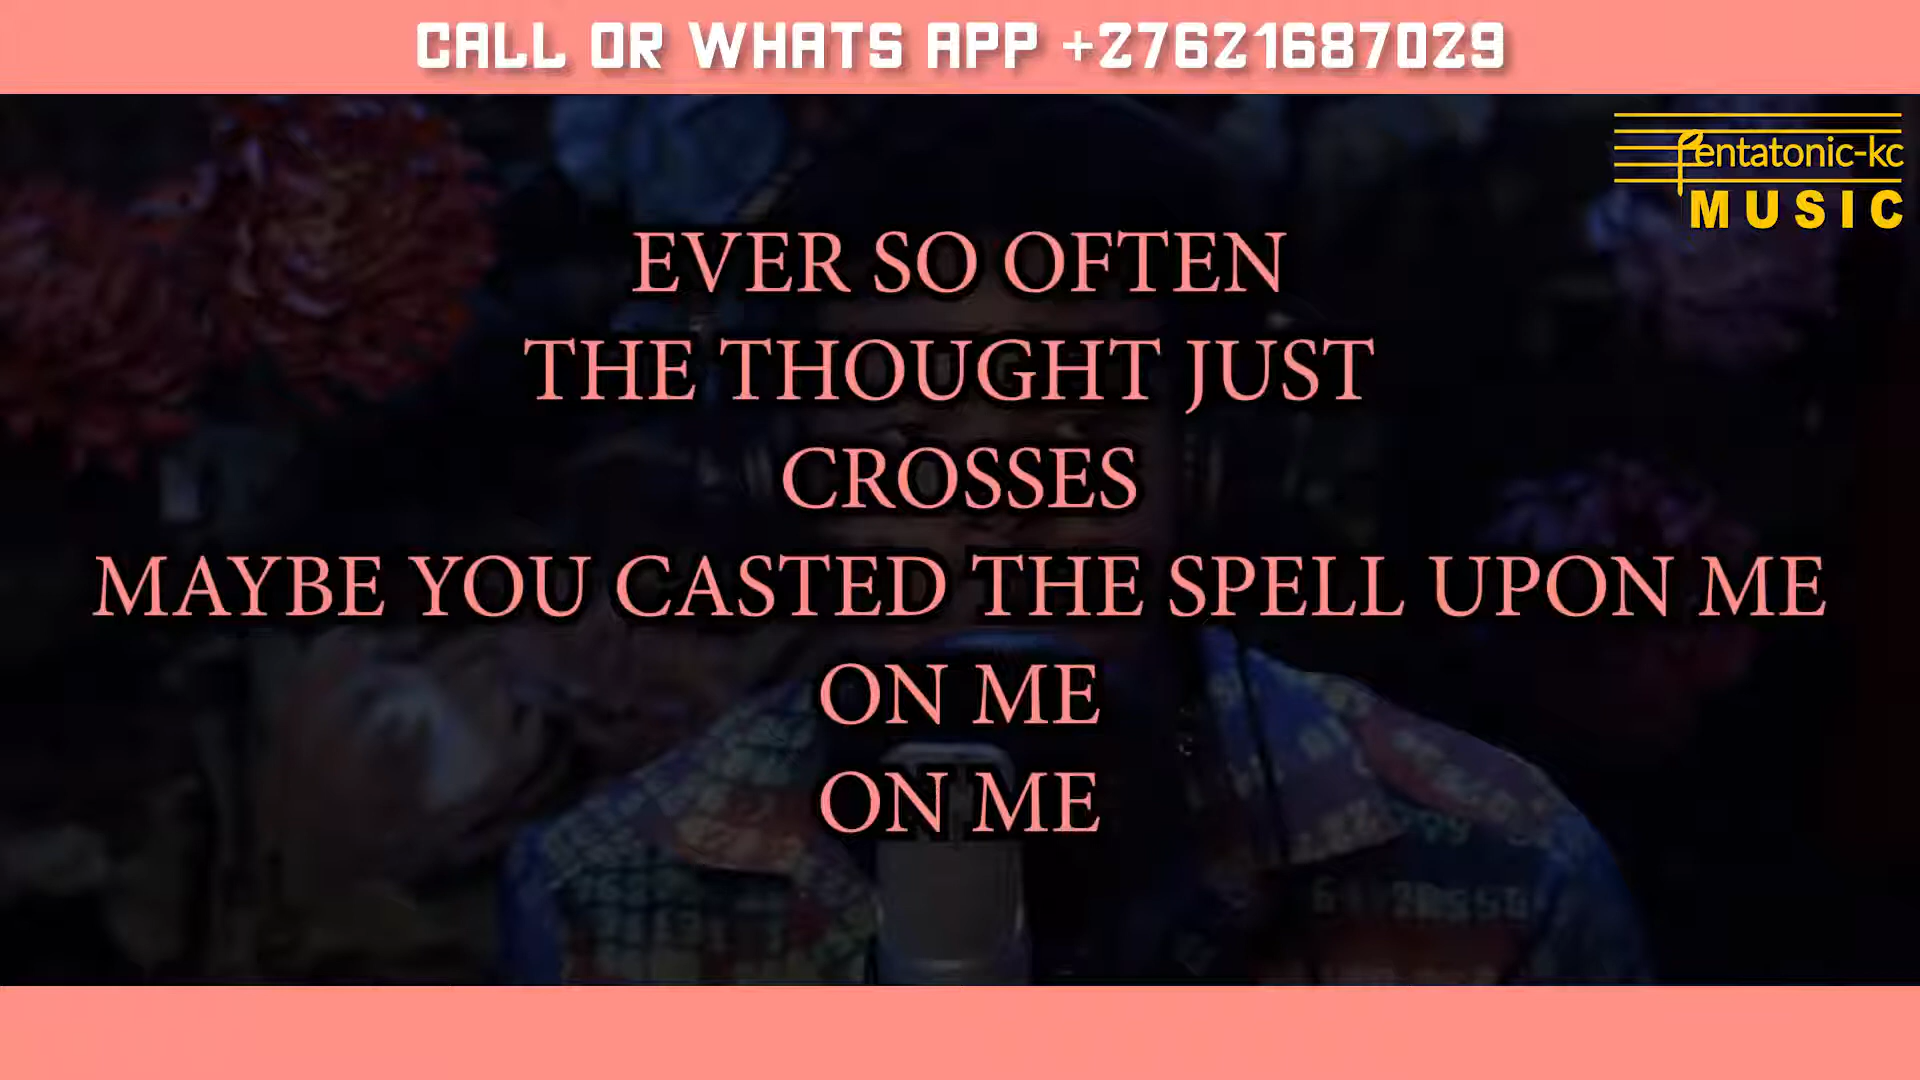 CALL OR WHATS APP +27621687029
Pentatonic-kc
MUSIC
EVER SO OFTEN
THE THOUGHT JUST
CROSSES
MAYBE YOU CASTED THE SPELL UPON ME
ON ME
ON ME